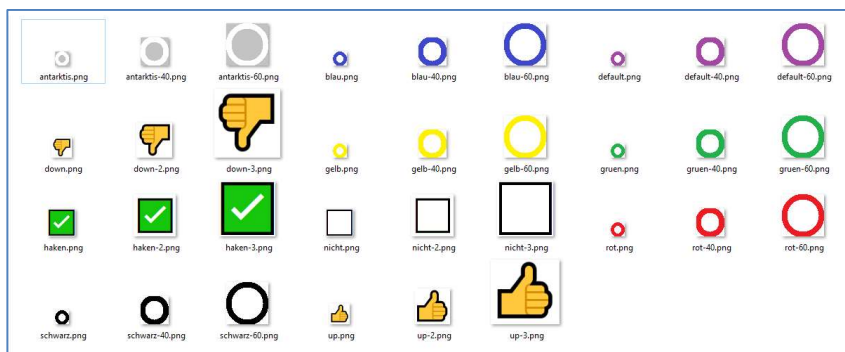 antarktis.png antarktis-40.png antarktis-60.png blau.png blau-40.png blau-60.png default.png default-40.png default-60.png
down.png down-2.png down-3.png gelb.png gelb-40.png gelb-60.png gruen.png gruen-40.png gruen-60.png
haken.png haken-2.png haken-3.png nicht.png nicht-2.png nicht-3.png rot.png rot-40.png rot-60.png
schwarz.png schwarz-40.png schwarz-60.png up.png up-2.png up-3.png